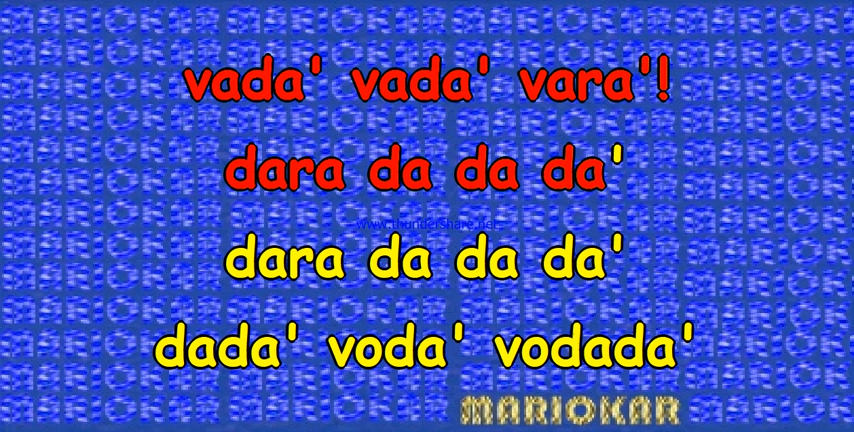 vada' vada' vara'!
dara da da da'
www.thundershare.net
dara da da da'
dada' voda' vodada'
MARIOKAR